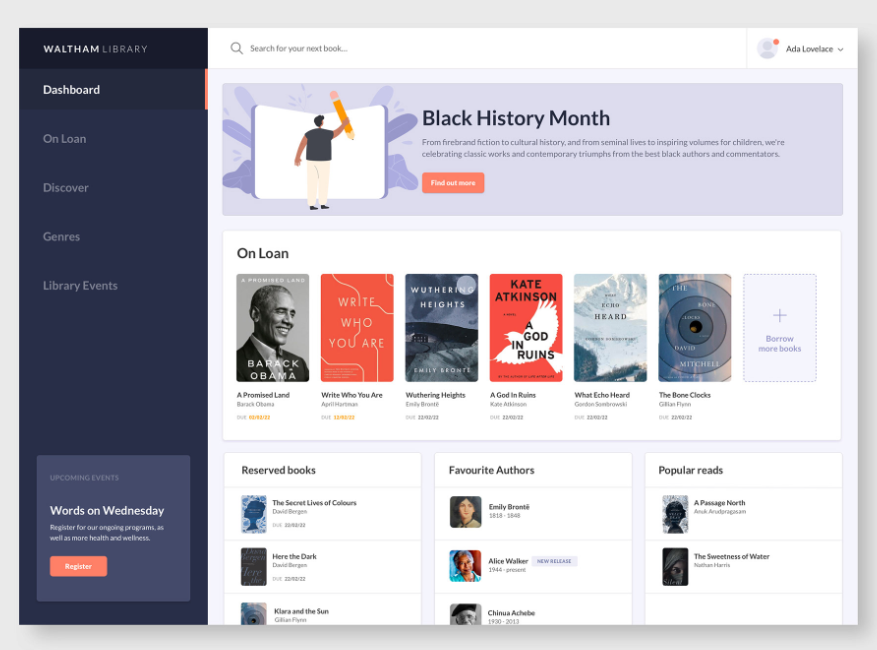 WALTHAM LIBRARY
Search for your next book...
Ada Lovelace
Dashboard
On Loan
Discover
Genres
Library Events
UPCOMING EVENTS
Words on Wednesday
Register for our ongoing programs, as
well as more health and wellness.
Register
Black History Month
From firebrand fiction to cultural history, and from seminal lives to inspiring volumes for children, we're
celebrating classic works and contemporary triumphs from the best black authors and commentators.
Find out more
On Loan
A PROMISED LAND
BARACK
OBAMA
WRITE
WHO
YOU ARE
WUTHERING
HEIGHTS
EMILY BRONTË
KATE
ATKINSON
A
GOD
IN
RUINS
ECHO
HEARD
THE
BONE
CLOCKS
DAVID
MITCHELL
Borrow
more books
A Promised Land
Barack Obama
DUE 02/02/22
Write Who You Are
April Hartman
DUE 12/02/22
Wuthering Heights
Emily Brontë
DUE 22/02/22
A God In Ruins
Kate Atkinson
DUE 22/02/22
What Echo Heard
Gordon Sombrowski
DUE 22/02/22
The Bone Clocks
Gillian Flynn
DUE 22/02/22
Reserved books
The Secret Lives of Colours
David Bergen
DUE 22/02/22
Here the Dark
David Bergen
DUE 22/02/22
Klara and the Sun
Gillian Flynn
Favourite Authors
Emily Brontë
1818 - 1848
Alice Walker NEW RELEASE
1944 - present
Chinua Achebe
1930 - 2013
Popular reads
A Passage North
Anuk Arudpragasam
The Sweetness of Water
Nathan Harris